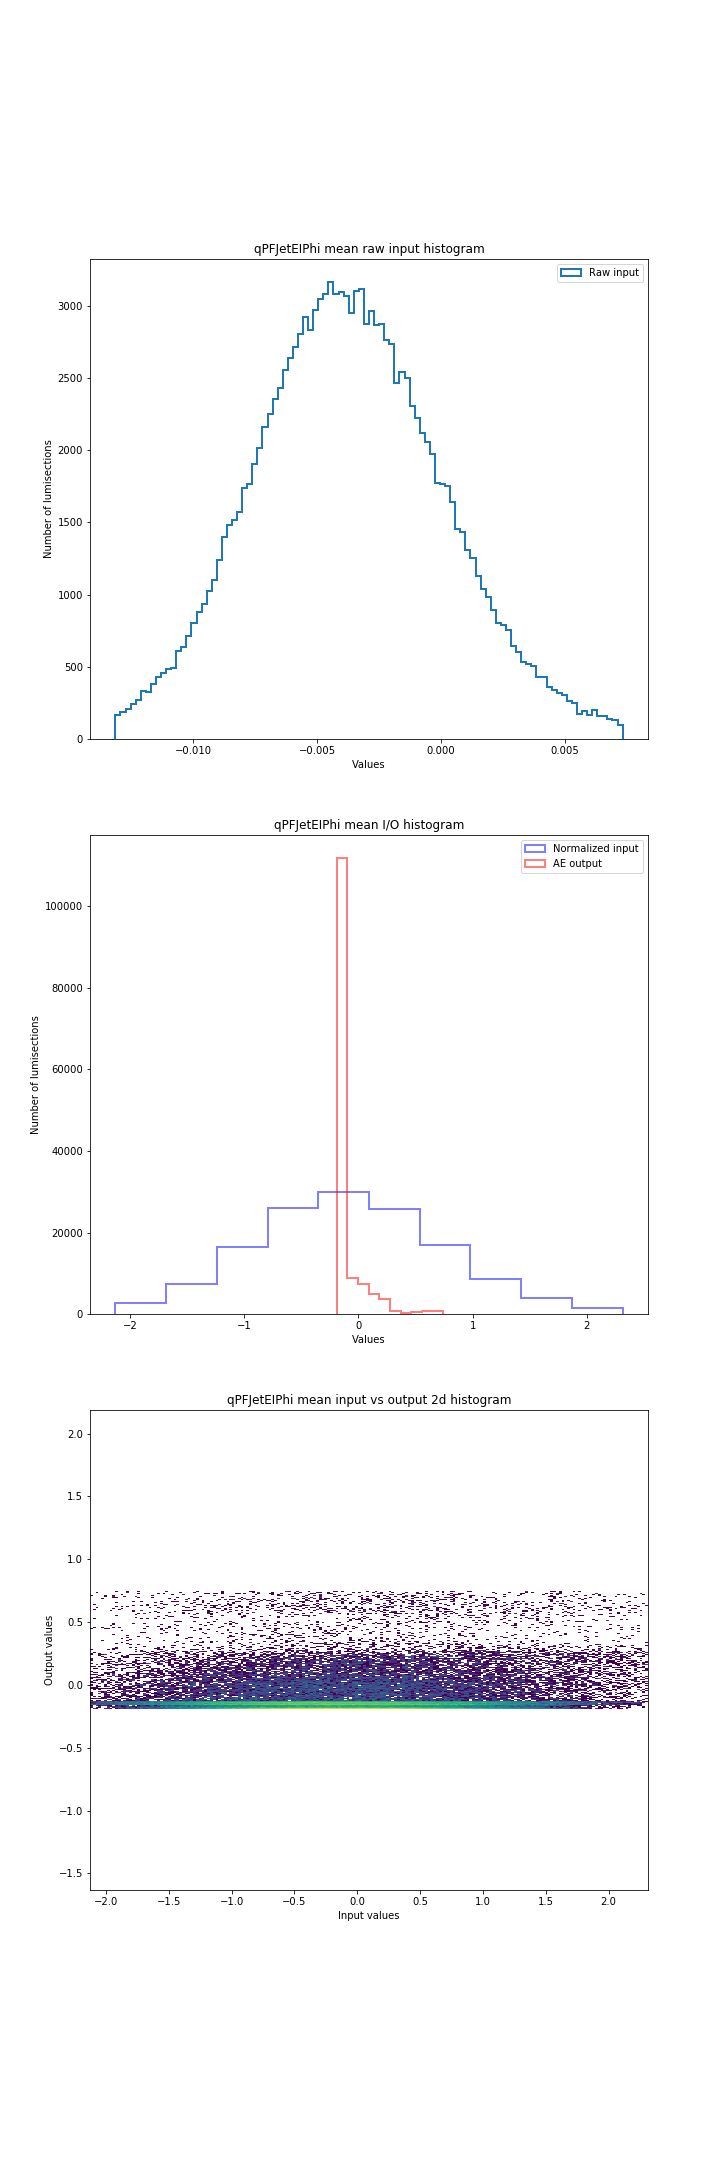 qPFJetEIPhi mean raw input histogram
Raw input
3000
2500
2000
1500
1000
500
0
Number of lumisections
−0.010 −0.005 0.000 0.005
Values
qPFJetEIPhi mean I/O histogram
Normalized input
AE output
100000
80000
60000
40000
20000
0
Number of lumisections
−2 −1 0 1 2
Values
qPFJetEIPhi mean input vs output 2d histogram
2.0
1.5
1.0
0.5
0.0
−0.5
−1.0
−1.5
Output values
−2.0 −1.5 −1.0 −0.5 0.0 0.5 1.0 1.5 2.0
Input values